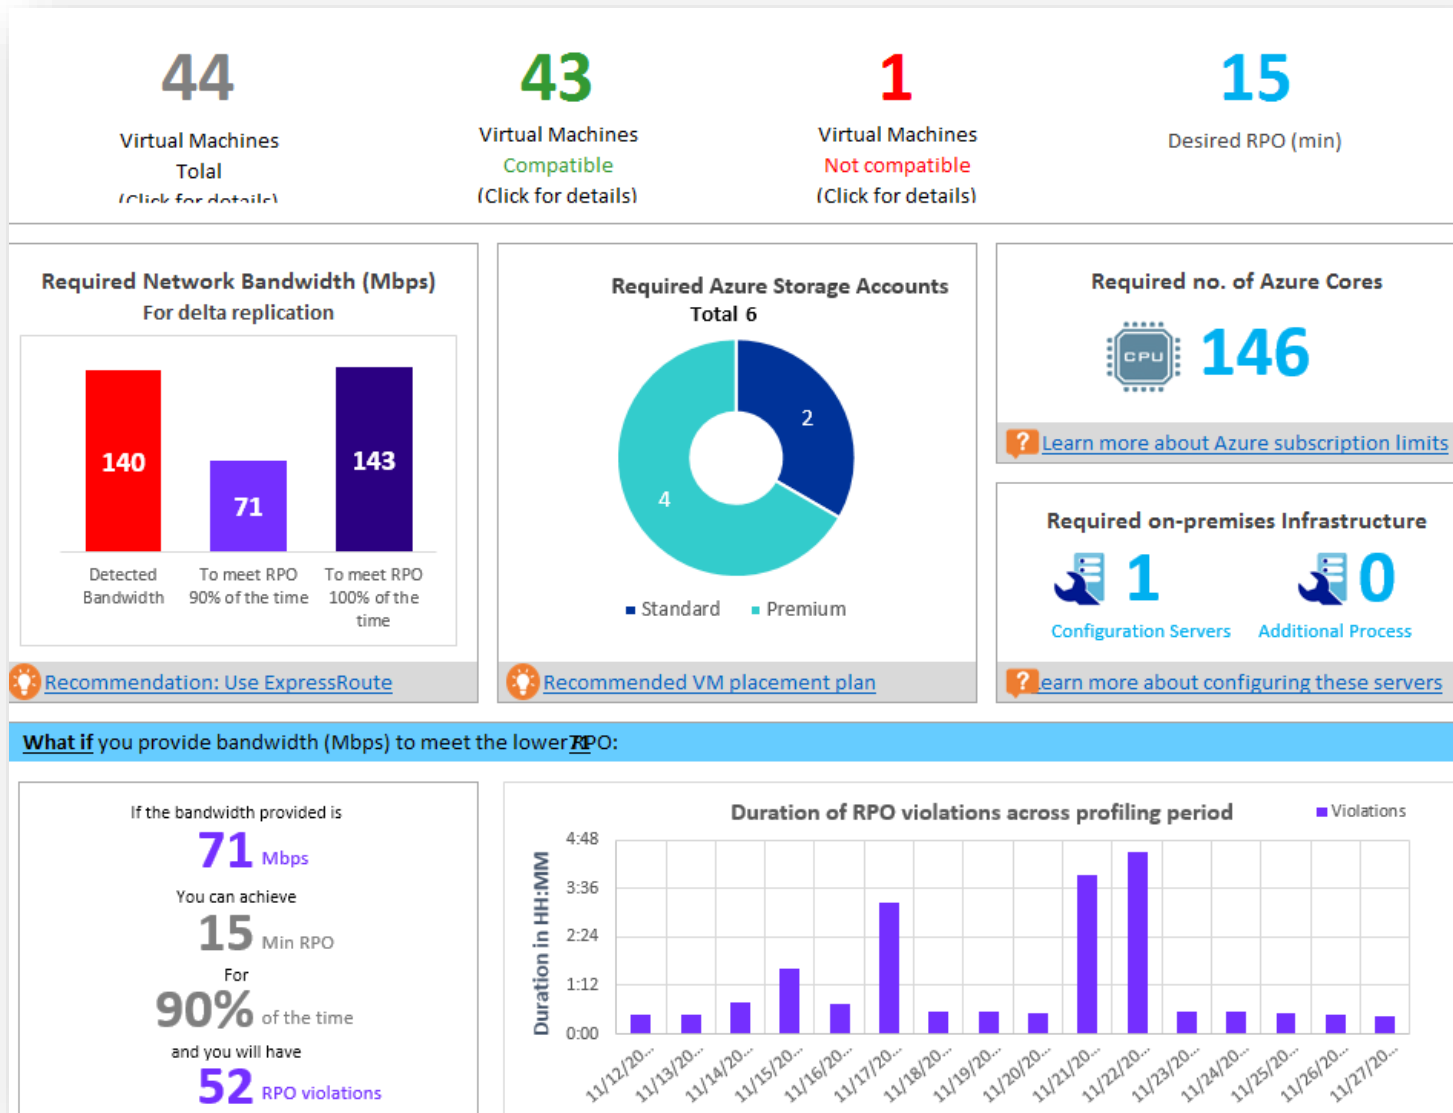 44
Virtual Machines
Tolal
(Click for details)
43
Virtual Machines
Compatible
(Click for details)
1
Virtual Machines
Not compatible
(Click for details)
15
Desired RPO (min)
Required Network Bandwidth (Mbps)
For delta replication
140
71
143
Detected
Bandwidth
To meet RPO
90% of the time
To meet RPO
100% of the
time
Recommendation: Use ExpressRoute
Required Azure Storage Accounts
Total 6
2
4
Standard
Premium
Recommended VM placement plan
Required no. of Azure Cores
CPU
146
? Learn more about Azure subscription limits
Required on-premises Infrastructure
1
Configuration Servers
0
Additional Process
? earn more about configuring these servers
What if you provide bandwidth (Mbps) to meet the lower RPO:
71
If the bandwidth provided is
71 Mbps
You can achieve
15 Min RPO
For
90% of the time
and you will have
52 RPO violations
Duration of RPO violations across profiling period
Violations
Duration in HH:MM
4:48
3:36
2:24
1:12
0:00
11/12/20...
11/13/20...
11/14/20...
11/15/20...
11/16/20...
11/17/20...
11/18/20...
11/19/20...
11/20/20...
11/21/20...
11/22/20...
11/23/20...
11/24/20...
11/25/20...
11/26/20...
11/27/20...